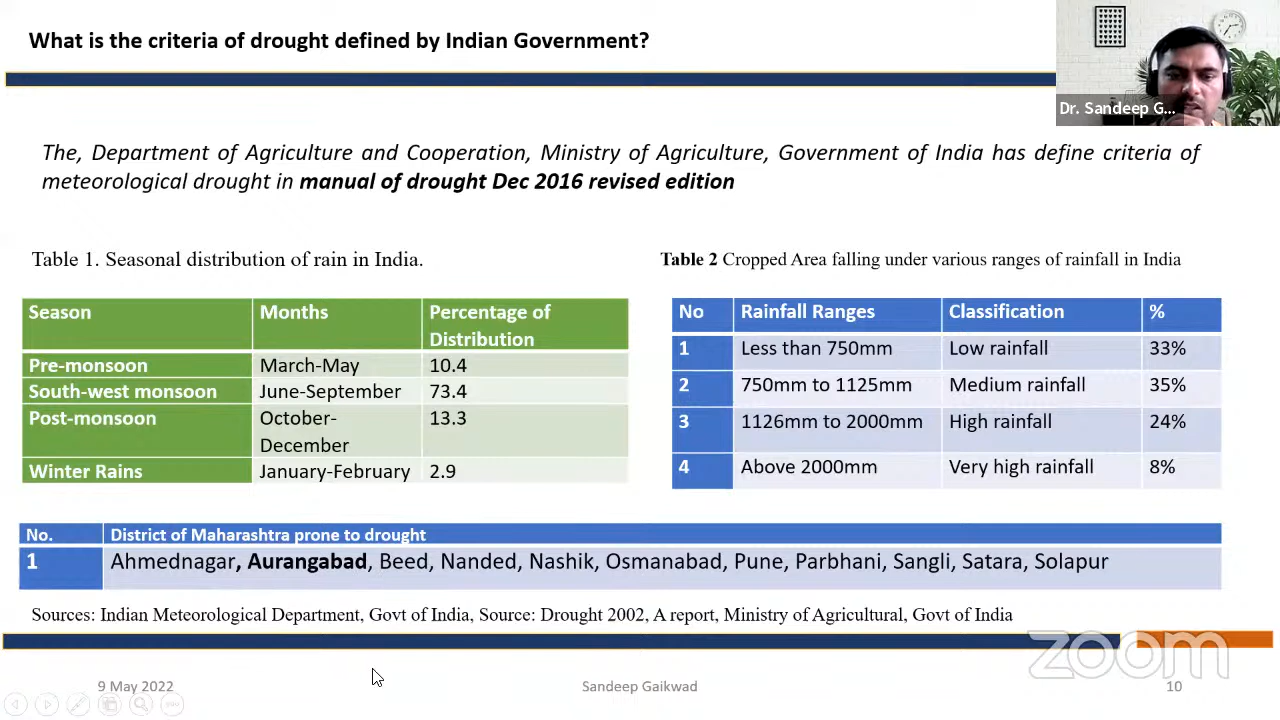 What is the criteria of drought defined by Indian Government?
Dr. Sandeep G...
The, Department of Agriculture and Cooperation, Ministry of Agriculture, Government of India has define criteria of
meteorological drought in manual of drought Dec 2016 revised edition
Table 1. Seasonal distribution of rain in India.
Season Months Percentage of
Distribution
Pre-monsoon March-May 10.4
South-west monsoon June-September 73.4
Post-monsoon October- 13.3
December
Winter Rains January-February 2.9
Table 2 Cropped Area falling under various ranges of rainfall in India
No Rainfall Ranges Classification %
1 Less than 750mm Low rainfall 33%
2 750mm to 1125mm Medium rainfall 35%
3 1126mm to 2000mm High rainfall 24%
4 Above 2000mm Very high rainfall 8%
No. District of Maharashtra prone to drought
1 Ahmednagar, Aurangabad, Beed, Nanded, Nashik, Osmanabad, Pune, Parbhani, Sangli, Satara, Solapur
Sources: Indian Meteorological Department, Govt of India, Source: Drought 2002, A report, Ministry of Agricultural, Govt of India
zoom
9 May 2022 Sandeep Gaikwad 10